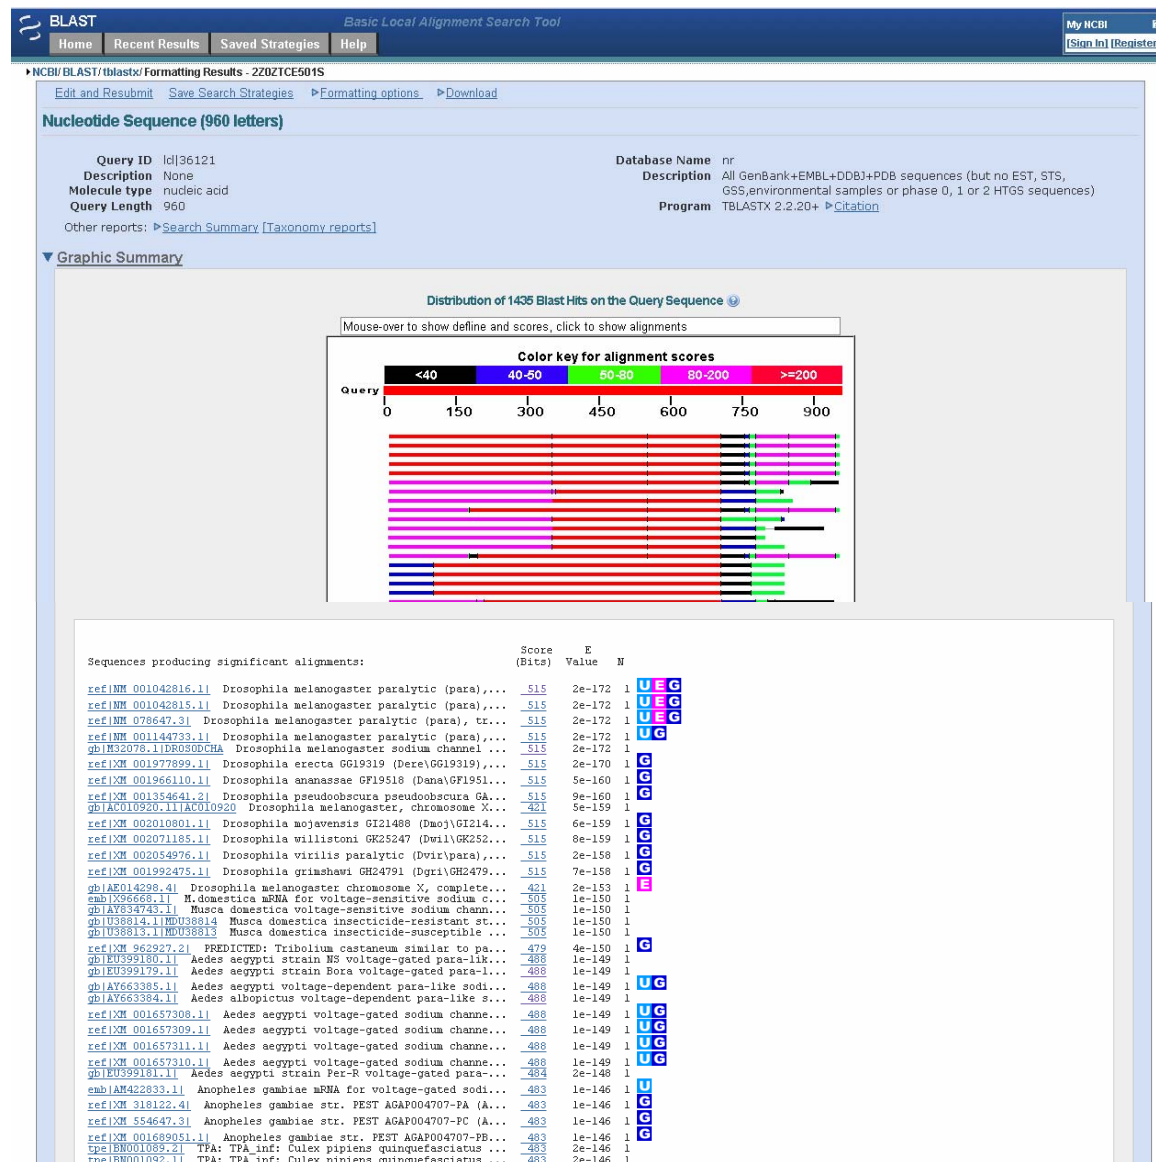 BLAST Basic Local Alignment Search Tool My NCBI
Home Recent Results Saved Strategies Help [Sign In] [Register
NCBI/ BLAST/ tblastx/ Formatting Results - 2Z0ZTCE501S
Edit and Resubmit Save Search Strategies Formatting options Download
Nucleotide Sequence (960 letters)
Query ID lcl|36121
Description None
Molecule type nucleic acid
Query Length 960
Database Name nr
Description All GenBank+EMBL+DDBJ+PDB sequences (but no EST, STS,
GSS,environmental samples or phase 0, 1 or 2 HTGS sequences)
Program TBLASTX 2.2.20+ Citation
Other reports: Search Summary [Taxonomy reports]
Graphic Summary
Distribution of 1435 Blast Hits on the Query Sequence
Mouse-over to show defline and scores, click to show alignments
Color key for alignment scores
<40 40-50 50-80 80-200 >=200
Query
0 150 300 450 600 750 900
Score E
Sequences producing significant alignments: (Bits) Value N
ref|NM_001042816.1| Drosophila melanogaster paralytic (para),... 515 2e-172 1 U E G
ref|NM_001042815.1| Drosophila melanogaster paralytic (para),... 515 2e-172 1 U E G
ref|NM_078647.3| Drosophila melanogaster paralytic (para), tr... 515 2e-172 1 U E G
ref|NM_001144733.1| Drosophila melanogaster paralytic (para),... 515 2e-172 1 U G
gb|M32078.1|DROSODCHA Drosophila melanogaster sodium channel ... 515 2e-172 1
ref|XM_001977899.1| Drosophila erecta GG19319 (Dere\GG19319),... 515 2e-170 1 G
ref|XM_001966110.1| Drosophila ananassae GF19518 (Dana\GF1951... 515 5e-160 1 G
ref|XM_001354641.2| Drosophila pseudoobscura pseudoobscura GA... 515 9e-160 1 G
gb|AC010920.11|AC010920 Drosophila melanogaster, chromosome X... 421 5e-159 1
ref|XM_002010801.1| Drosophila mojavensis GI21488 (Dmoj\GI214... 515 6e-159 1 G
ref|XM_002071185.1| Drosophila willistoni GK25247 (Dwil\GK252... 515 8e-159 1 G
ref|XM_002054976.1| Drosophila virilis paralytic (Dvir\para),... 515 2e-158 1 G
ref|XM_001992475.1| Drosophila grimshawi GH24791 (Dgri\GH2479... 515 7e-158 1 G
gb|AE014298.4| Drosophila melanogaster chromosome X, complete... 421 2e-153 1 E
emb|X96668.1| M.domestica mRNA for voltage-sensitive sodium c... 505 1e-150 1
gb|AY834743.1| Musca domestica voltage-sensitive sodium chann... 505 1e-150 1
gb|U38814.1|MDU38814 Musca domestica insecticide-resistant st... 505 1e-150 1
gb|U38813.1|MDU38813 Musca domestica insecticide-susceptible ... 505 1e-150 1
ref|XM_962927.2| PREDICTED: Tribolium castaneum similar to pa... 479 4e-150 1 G
gb|EU399180.1| Aedes aegypti strain NS voltage-gated para-lik... 488 1e-149 1
gb|EU399179.1| Aedes aegypti strain Bora voltage-gated para-l... 488 1e-149 1
gb|AY663385.1| Aedes aegypti voltage-dependent para-like sodi... 488 1e-149 1 U G
gb|AY663384.1| Aedes albopictus voltage-dependent para-like s... 488 1e-149 1
ref|XM_001657308.1| Aedes aegypti voltage-gated sodium channe... 488 1e-149 1 U G
ref|XM_001657309.1| Aedes aegypti voltage-gated sodium channe... 488 1e-149 1 U G
ref|XM_001657311.1| Aedes aegypti voltage-gated sodium channe... 488 1e-149 1 U G
ref|XM_001657310.1| Aedes aegypti voltage-gated sodium channe... 488 1e-149 1 U G
gb|EU399181.1| Aedes aegypti strain Per-R voltage-gated para-... 484 2e-148 1
emb|AM422833.1| Anopheles gambiae mRNA for voltage-gated sodi... 483 1e-146 1 U
ref|XM_318122.4| Anopheles gambiae str. PEST AGAP004707-PA (A... 483 1e-146 1 G
ref|XM_554647.3| Anopheles gambiae str. PEST AGAP004707-PC (A... 483 1e-146 1 G
ref|XM_001689051.1| Anopheles gambiae str. PEST AGAP004707-PB... 483 1e-146 1 G
tpe|BN001089.2| TPA: TPA_inf: Culex pipiens quinquefasciatus ... 483 2e-146 1
tpe|BN001092.1| TPA: TPA_inf: Culex pipiens quinquefasciatus ... 483 2e-146 1